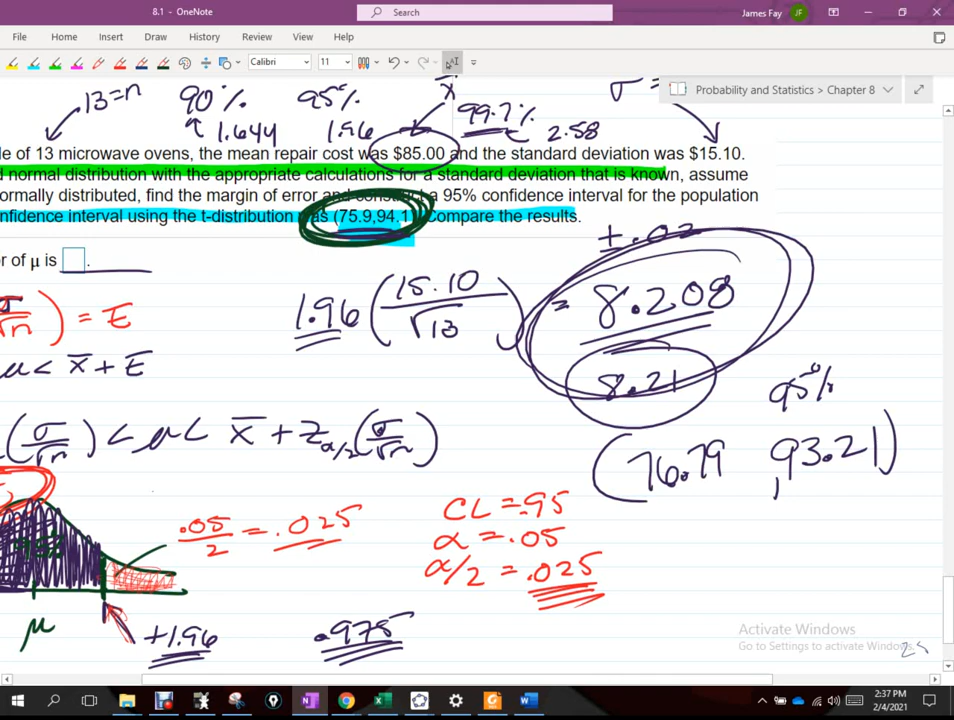 8.1 - OneNote
Search
James Fay JF
File Home Insert Draw History Review View Help
Calibri 11
Probability and Statistics » Chapter 8
13=n 90% 95% x̄ σ =
1.644 1.96 99.7% 2.58
le of 13 microwave ovens, the mean repair cost was $85.00 and the standard deviation was $15.10.
d normal distribution with the appropriate calculations for a standard deviation that is known, assume
ormally distributed, find the margin of error and construct a 95% confidence interval for the population
nfidence interval using the t-distribution was (75.9,94.1). Compare the results.
±.02
or of μ is
σ/√n) = E
1.96 (15.10/√13) = 8.208
μ < x̄ + E
8.21
95%
(σ/√n) < μ < x̄ + Zα/2(σ/√n)
(76.79, 93.21)
.05/2 = .025
CL = .95
α = .05
α/2 = .025
μ
+1.96
.975
Activate Windows
Go to Settings to activate Windows.
25
2:37 PM
2/4/2021